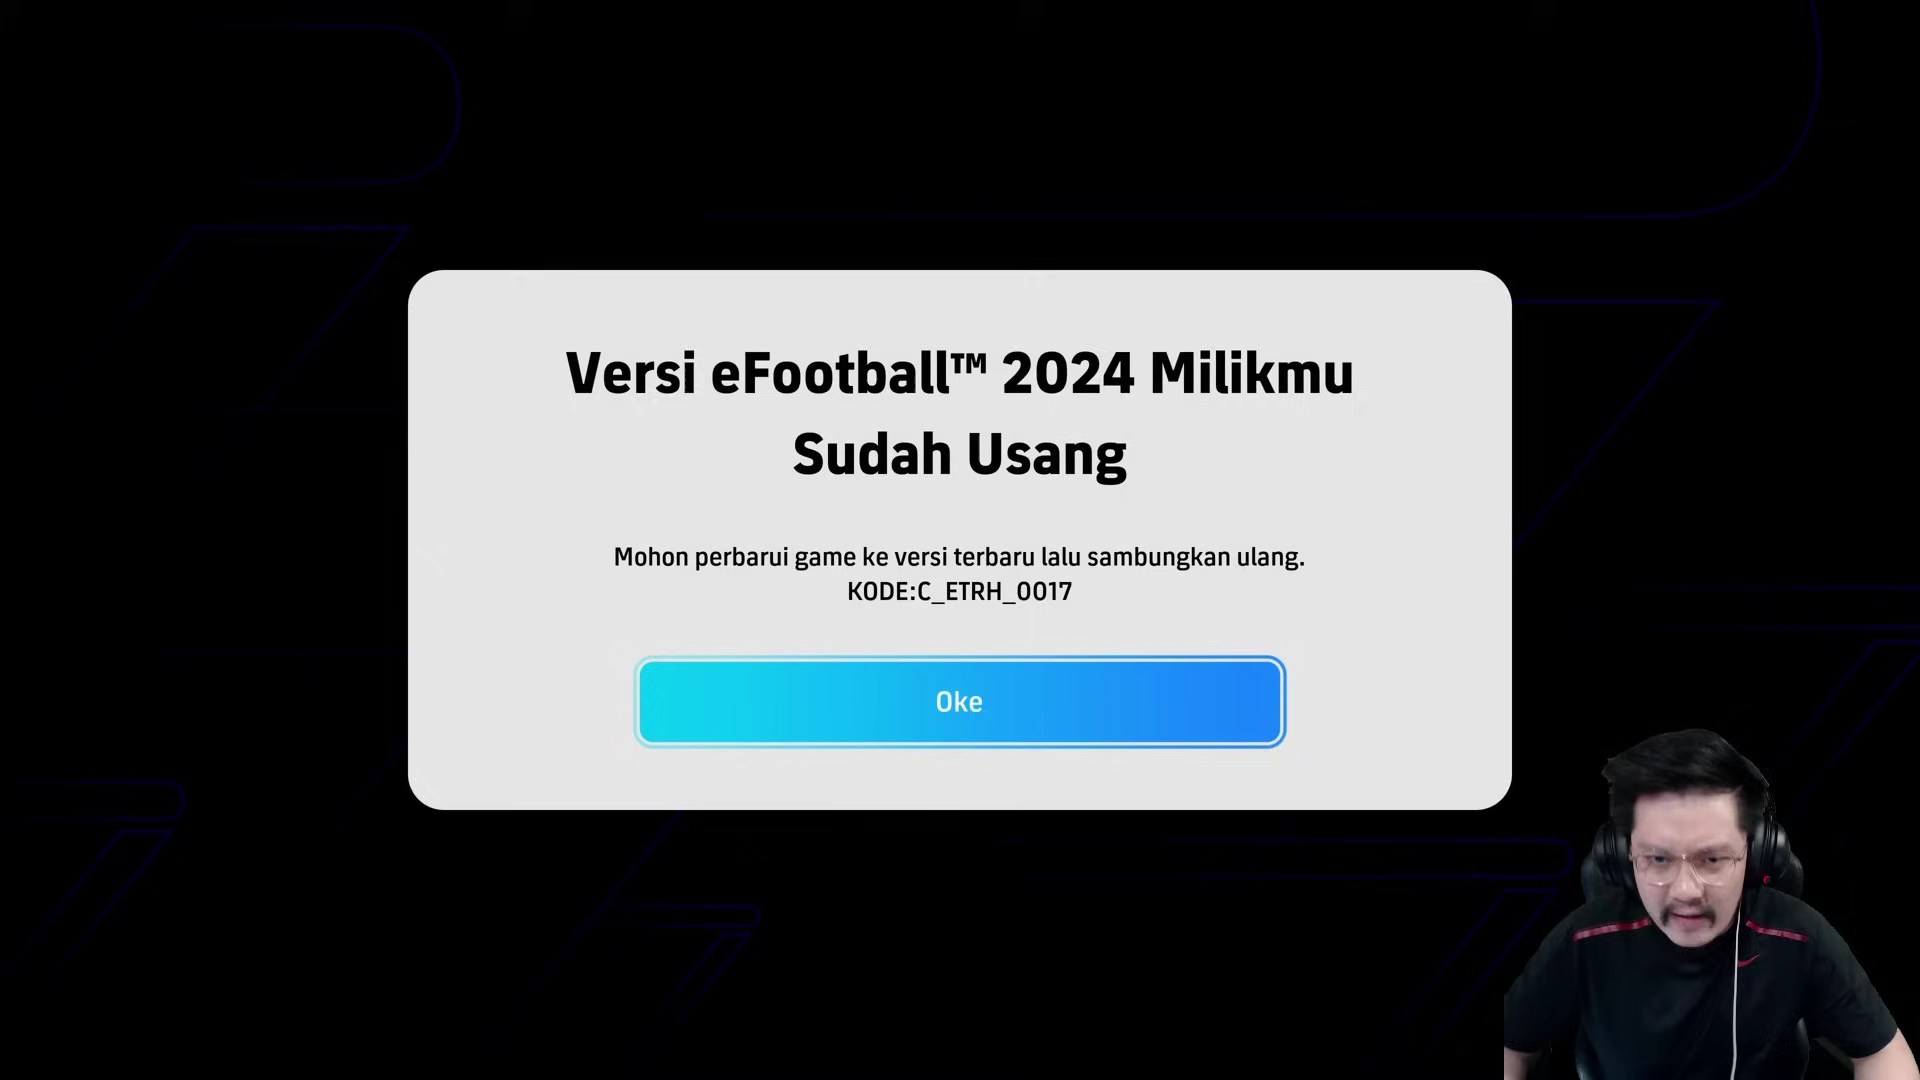 Versi eFootball™ 2024 Milikmu
Sudah Usang
Mohon perbarui game ke versi terbaru lalu sambungkan ulang.
KODE:C_ETRH_0017
Oke